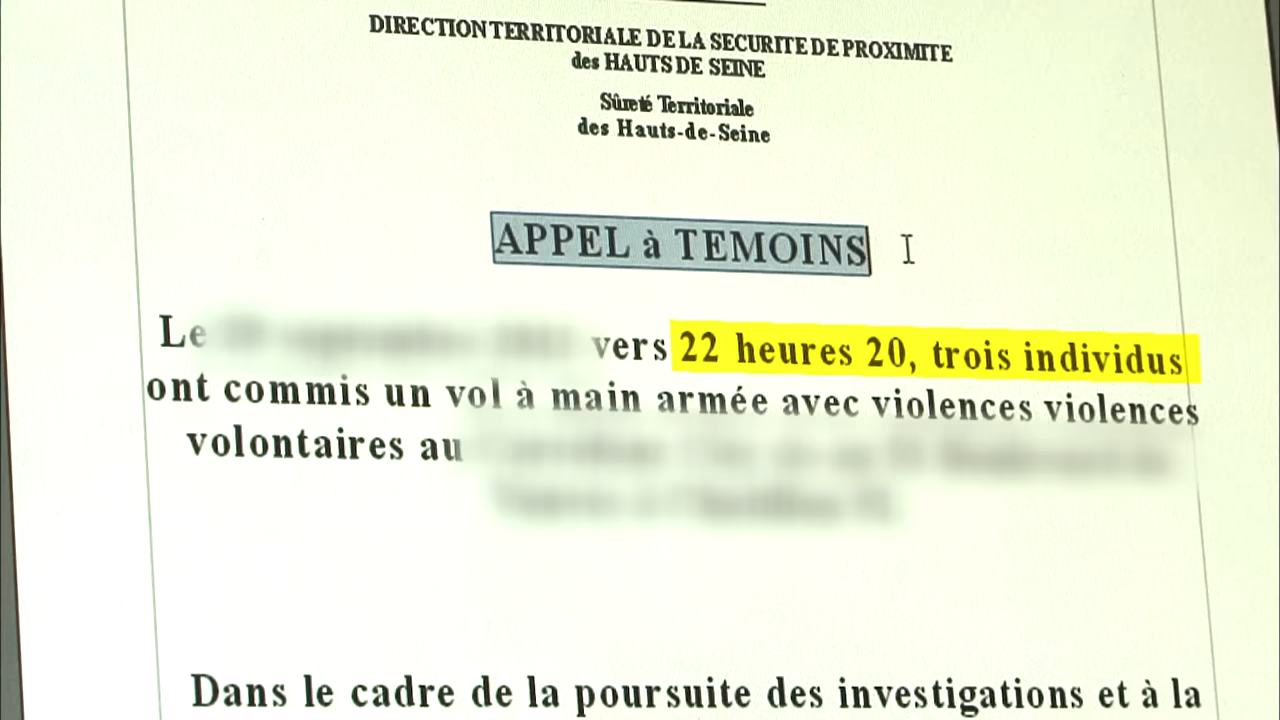 DIRECTION TERRITORIALE DE LA SECURITE DE PROXIMITE
des HAUTS DE SEINE
Sûreté Territoriale
des Hauts-de-Seine
APPEL à TEMOINS
Le vers 22 heures 20, trois individus
ont commis un vol à main armée avec violences violences
volontaires au
Dans le cadre de la poursuite des investigations et à la